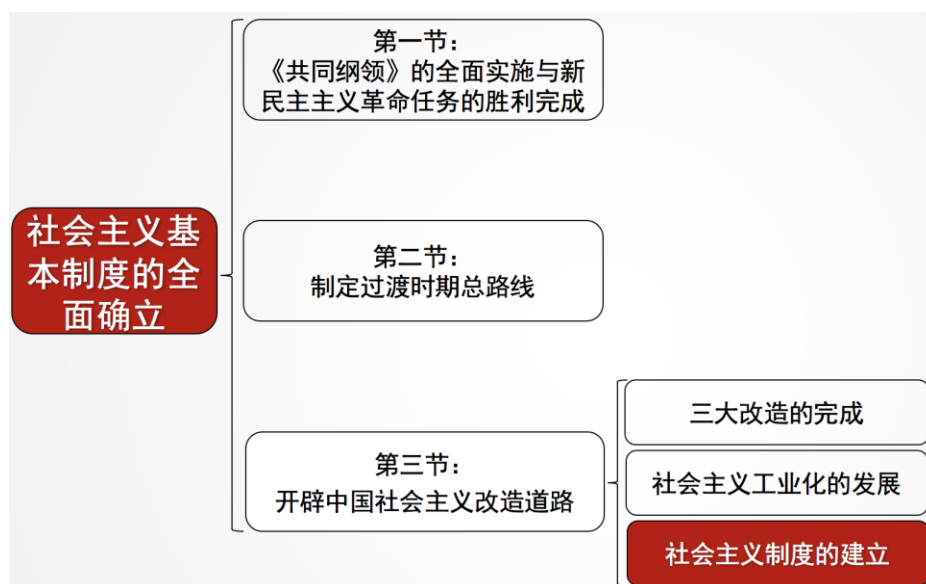 社会主义基
本制度的全
面确立
第一节：
《共同纲领》的全面实施与新
民主主义革命任务的胜利完成
第二节：
制定过渡时期总路线
第三节：
开辟中国社会主义改造道路
三大改造的完成
社会主义工业化的发展
社会主义制度的建立